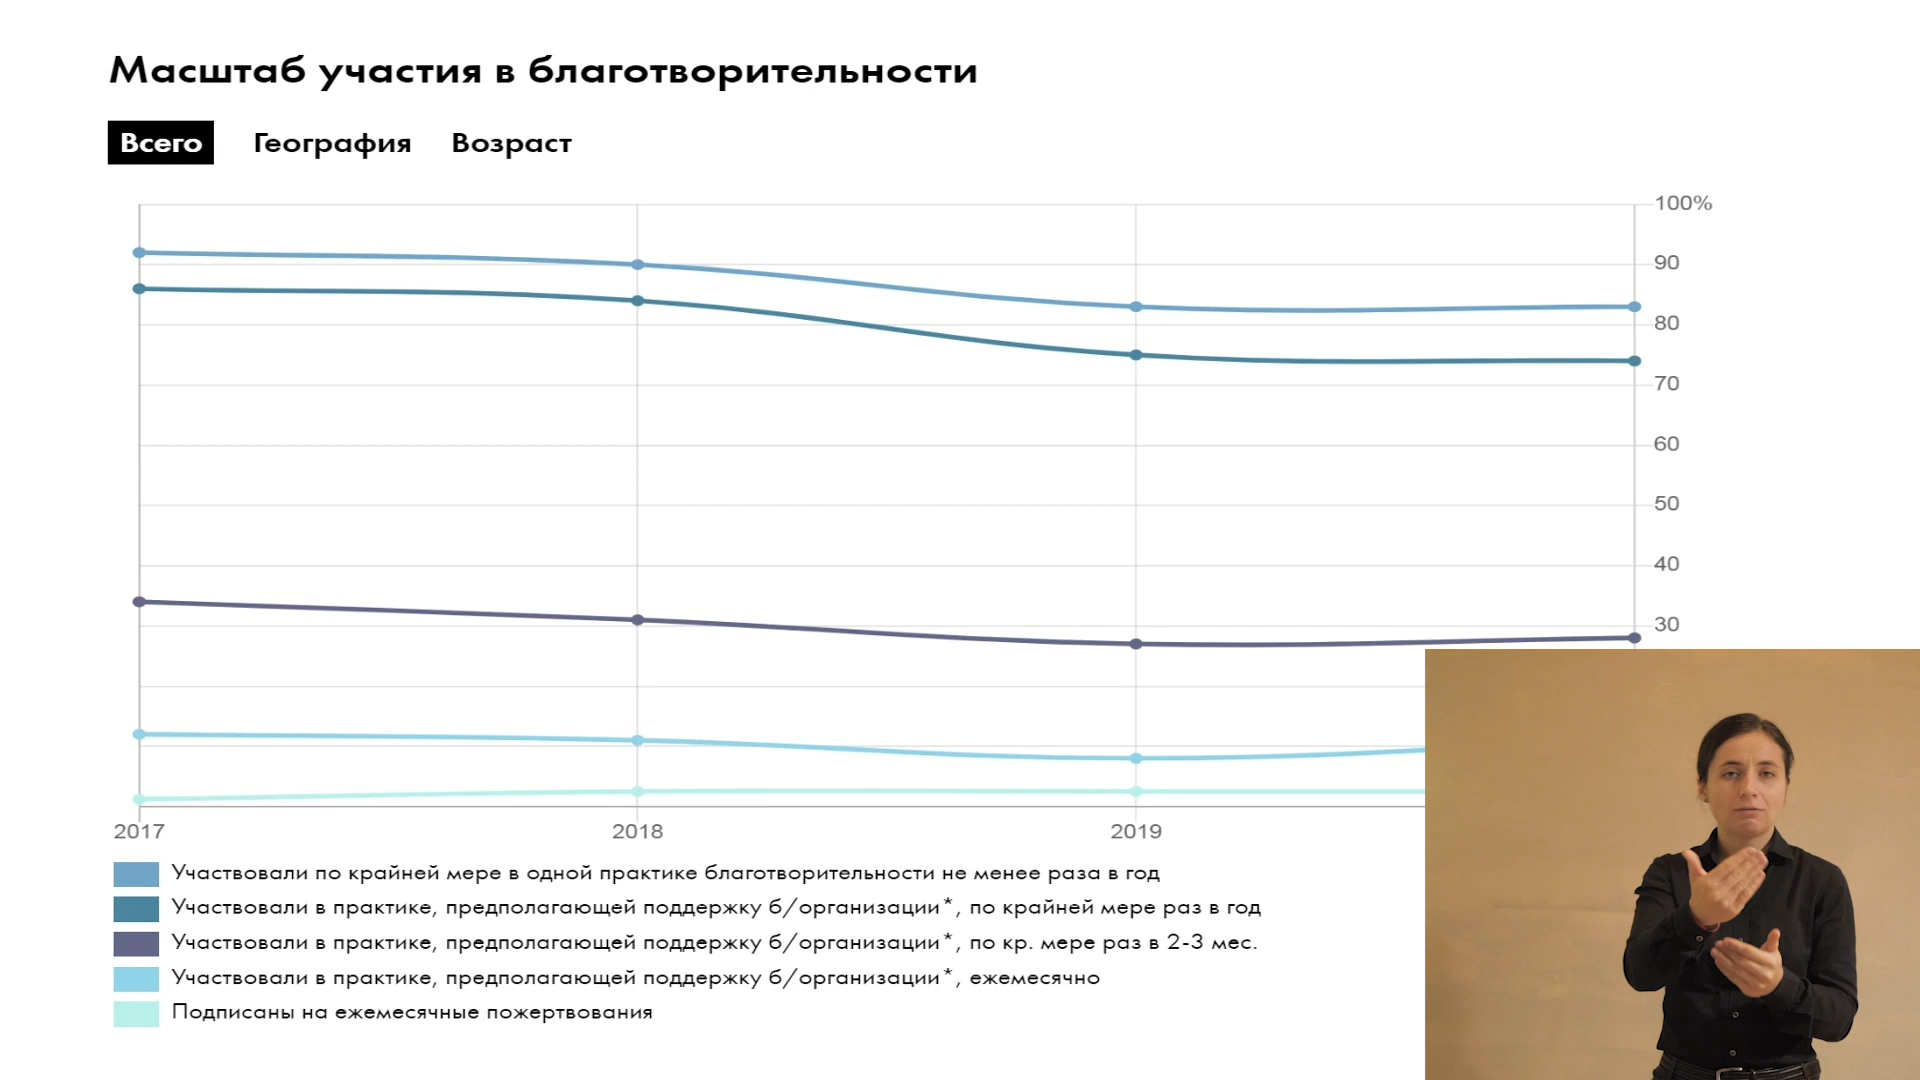 Масштаб участия в благотворительности
Всего География Возраст
100%
90
80
70
60
50
40
30
2017 2018 2019
Участвовали по крайней мере в одной практике благотворительности не менее раза в год
Участвовали в практике, предполагающей поддержку б/организации*, по крайней мере раз в год
Участвовали в практике, предполагающей поддержку б/организации*, по кр. мере раз в 2-3 мес.
Участвовали в практике, предполагающей поддержку б/организации*, ежемесячно
Подписаны на ежемесячные пожертвования